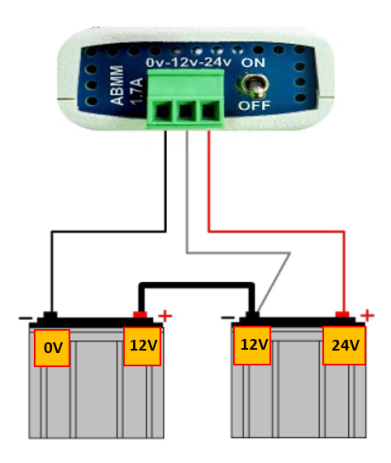 0v-12v-24v ON
ABMM
1.7A
OFF
- + - +
0V 12V 12V 24V